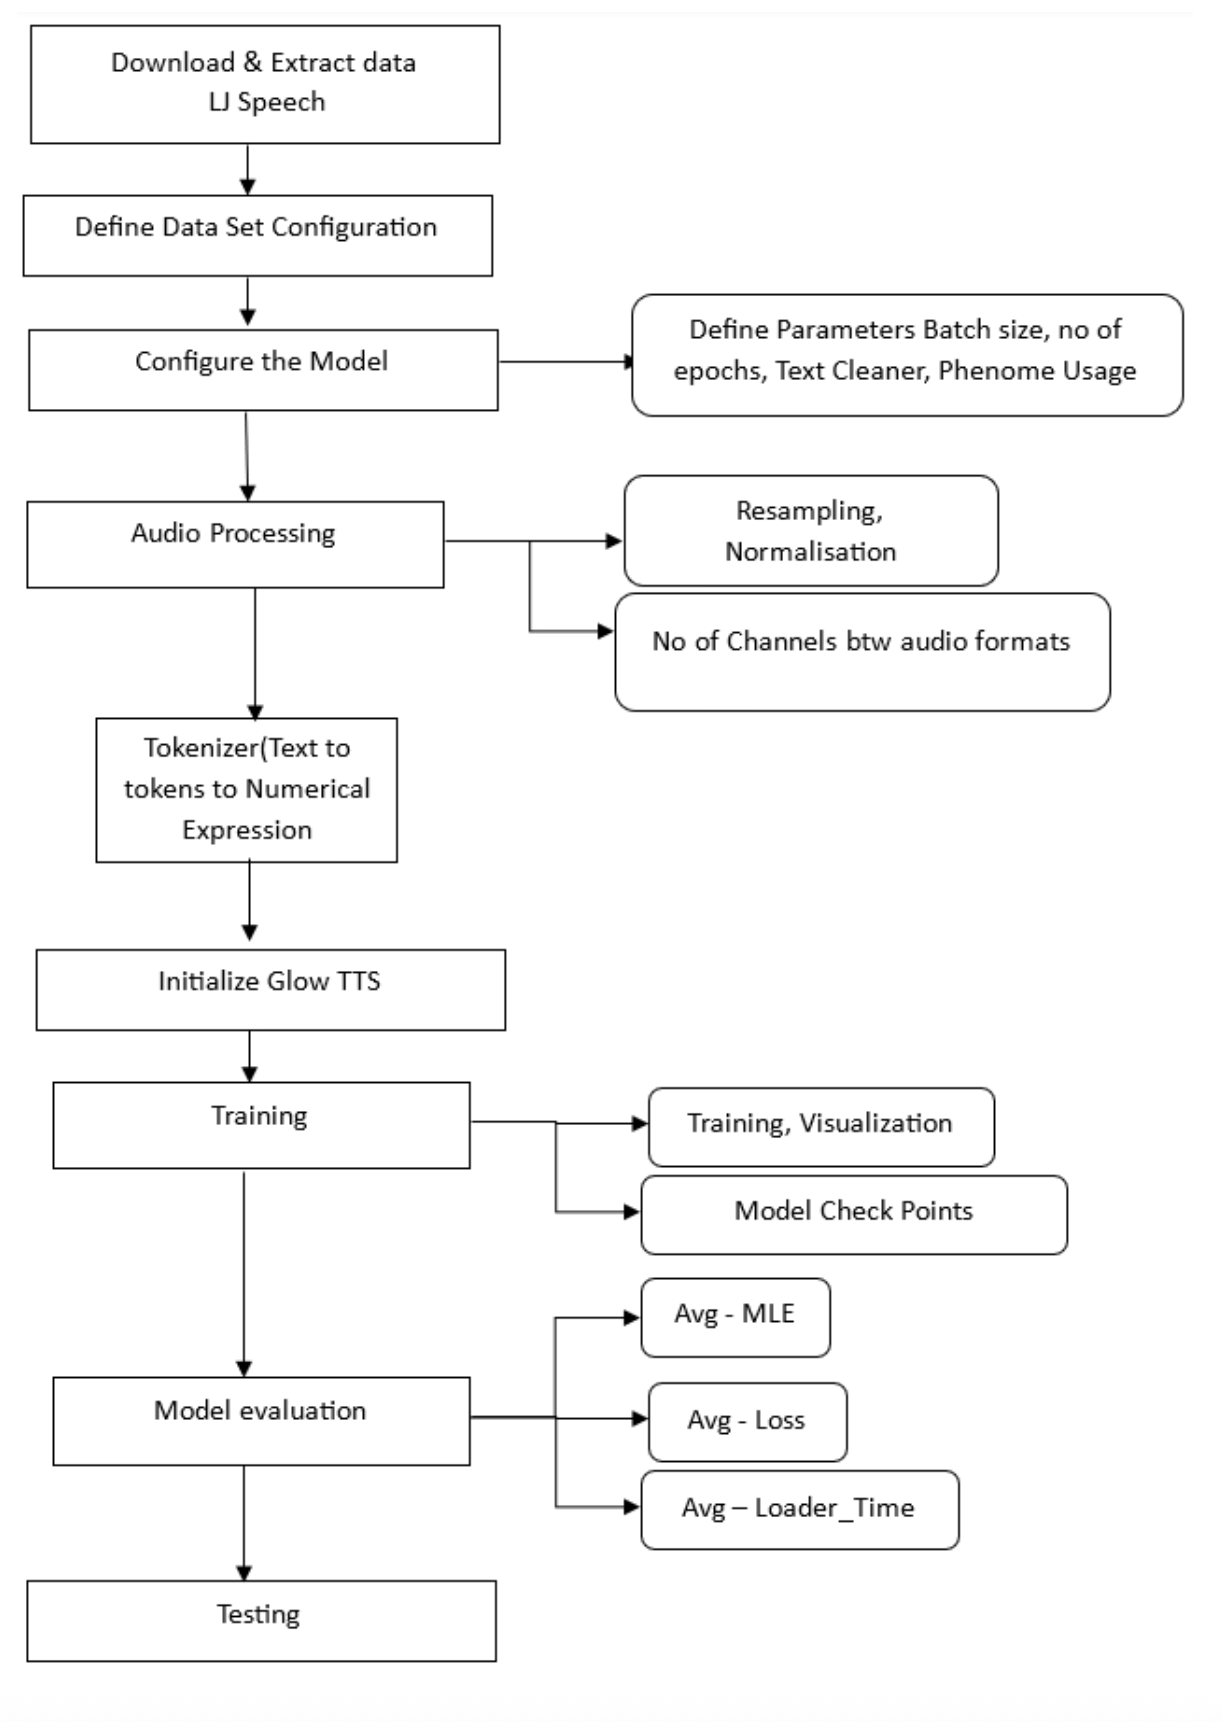 Download & Extract data
LJ Speech
Define Data Set Configuration
Configure the Model
Define Parameters Batch size, no of
epochs, Text Cleaner, Phenome Usage
Audio Processing
Resampling,
Normalisation
No of Channels btw audio formats
Tokenizer(Text to
tokens to Numerical
Expression
Initialize Glow TTS
Training
Training, Visualization
Model Check Points
Avg - MLE
Model evaluation
Avg - Loss
Avg – Loader_Time
Testing